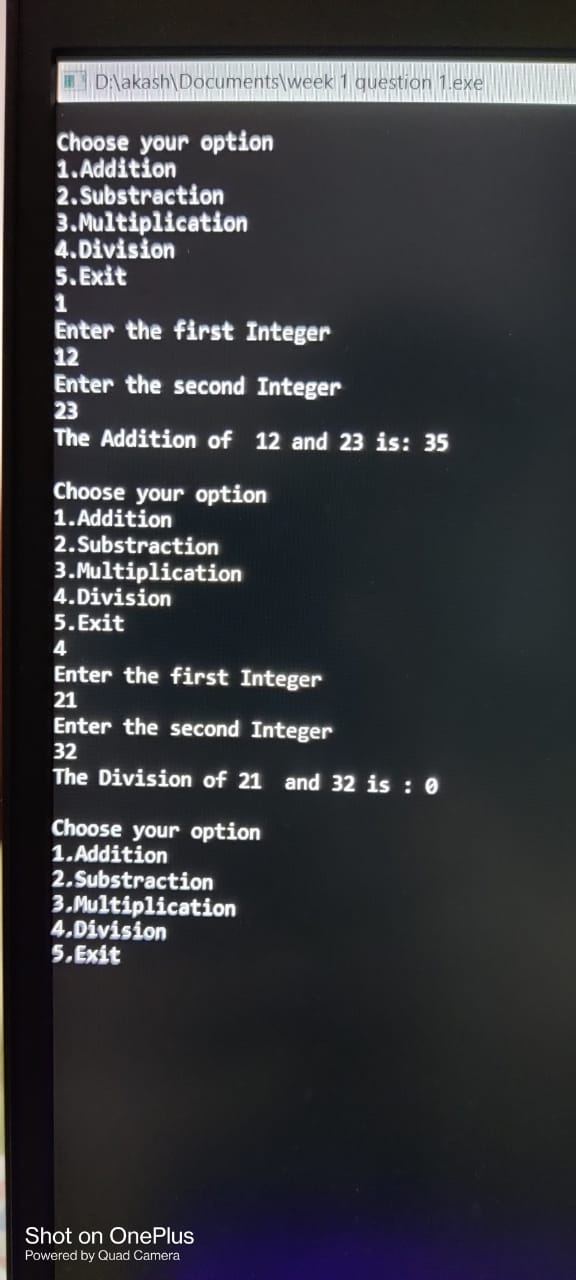 D:\akash\Documents\week 1 question 1.exe
Choose your option
1.Addition
2.Substraction
3.Multiplication
4.Division
5.Exit
1
Enter the first Integer
12
Enter the second Integer
23
The Addition of  12 and 23 is: 35
Choose your option
1.Addition
2.Substraction
3.Multiplication
4.Division
5.Exit
4
Enter the first Integer
21
Enter the second Integer
32
The Division of 21  and 32 is : 0
Choose your option
1.Addition
2.Substraction
3.Multiplication
4.Division
5.Exit
Shot on OnePlus
Powered by Quad Camera